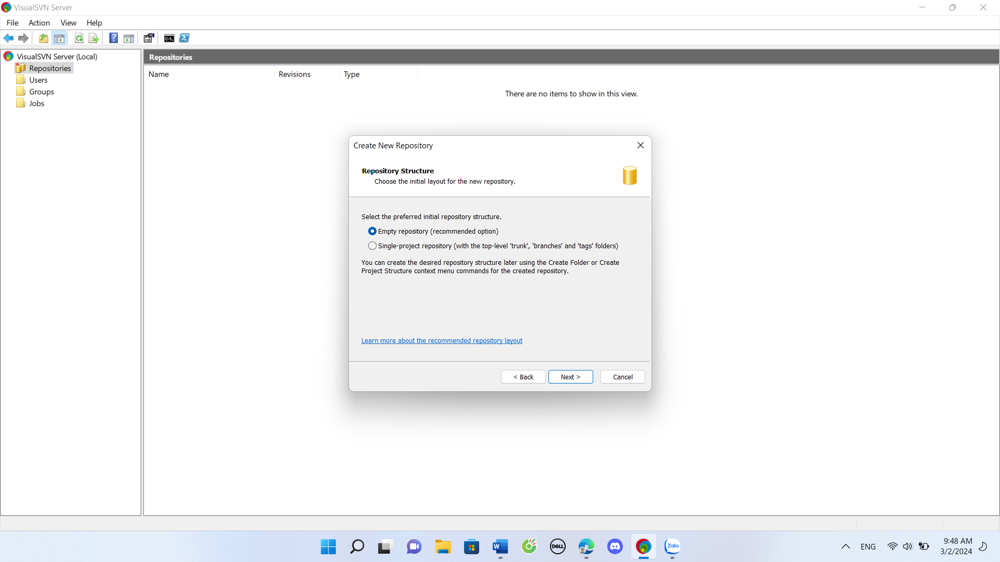 VisualSVN Server
File Action View Help
VisualSVN Server (Local)
Repositories
Users
Groups
Jobs
Repositories
Name Revisions Type
There are no items to show in this view.
Create New Repository
Repository Structure
Choose the initial layout for the new repository.
Select the preferred initial repository structure.
Empty repository (recommended option)
Single-project repository (with the top-level 'trunk', 'branches' and 'tags' folders)
You can create the desired repository structure later using the Create Folder or Create
Project Structure context menu commands for the created repository.
Learn more about the recommended repository layout
< Back Next > Cancel
W
DELL
Zalo
ENG
9:48 AM
3/2/2024